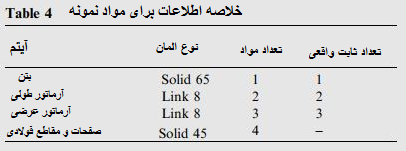 Table 4 خلاصه اطلاعات برای مواد نمونه
آیتم نوع المان تعداد مواد تعداد ثابت واقعی
بتن Solid 65 1 1
آرماتور طولی Link 8 2 2
آرماتور عرضی Link 8 3 3
صفحات و مقاطع فولادی Solid 45 4 –